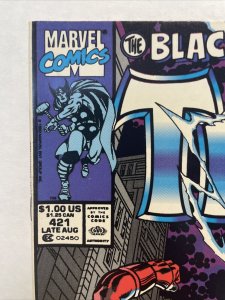 MARVEL
COMICS
THE BLAC
T
$1.00 US
$1.25 CAN
421
LATE AUG
02450
APPROVED
BY THE
COMICS
CODE
AUTHORITY